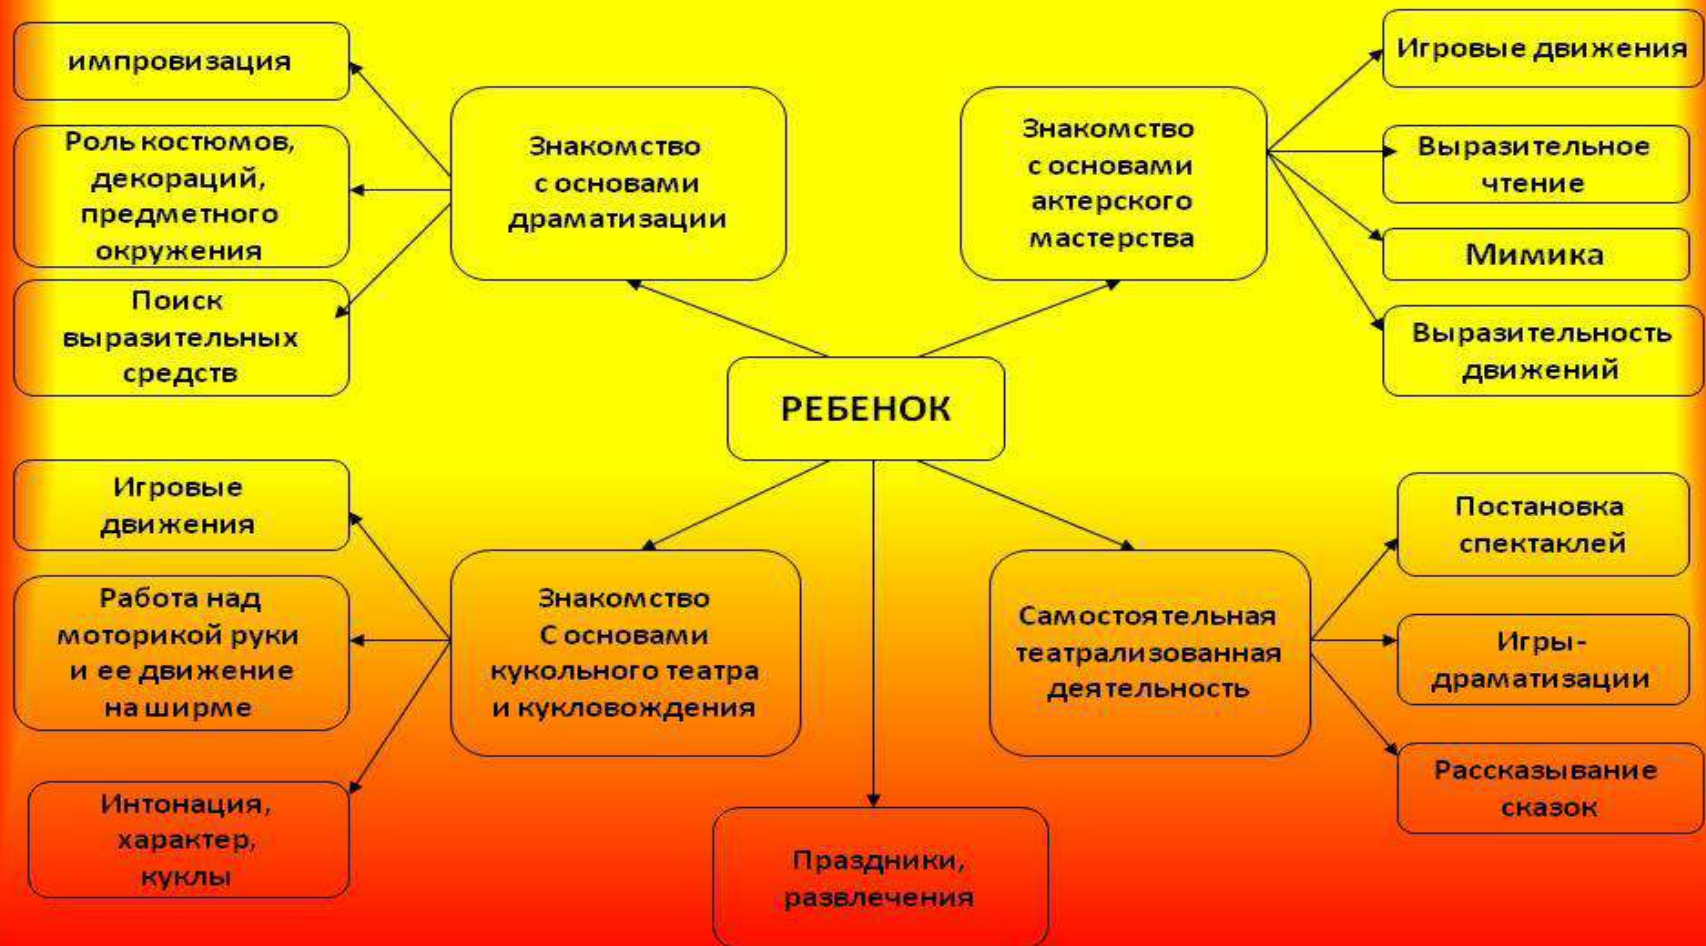 импровизация
Роль костюмов,
декораций,
предметного
окружения
Поиск
выразительных
средств
Знакомство
с основами
драматизации
Знакомство
с основами
актерского
мастерства
Игровые движения
Выразительное
чтение
Мимика
Выразительность
движений
РЕБЕНОК
Игровые
движения
Работа над
моторикой руки
и ее движение
на ширме
Интонация,
характер,
куклы
Знакомство
С основами
кукольного театра
и кукловождения
Праздники,
развлечения
Самостоятельная
театрализованная
деятельность
Постановка
спектаклей
Игры-
драматизации
Рассказывание
сказок